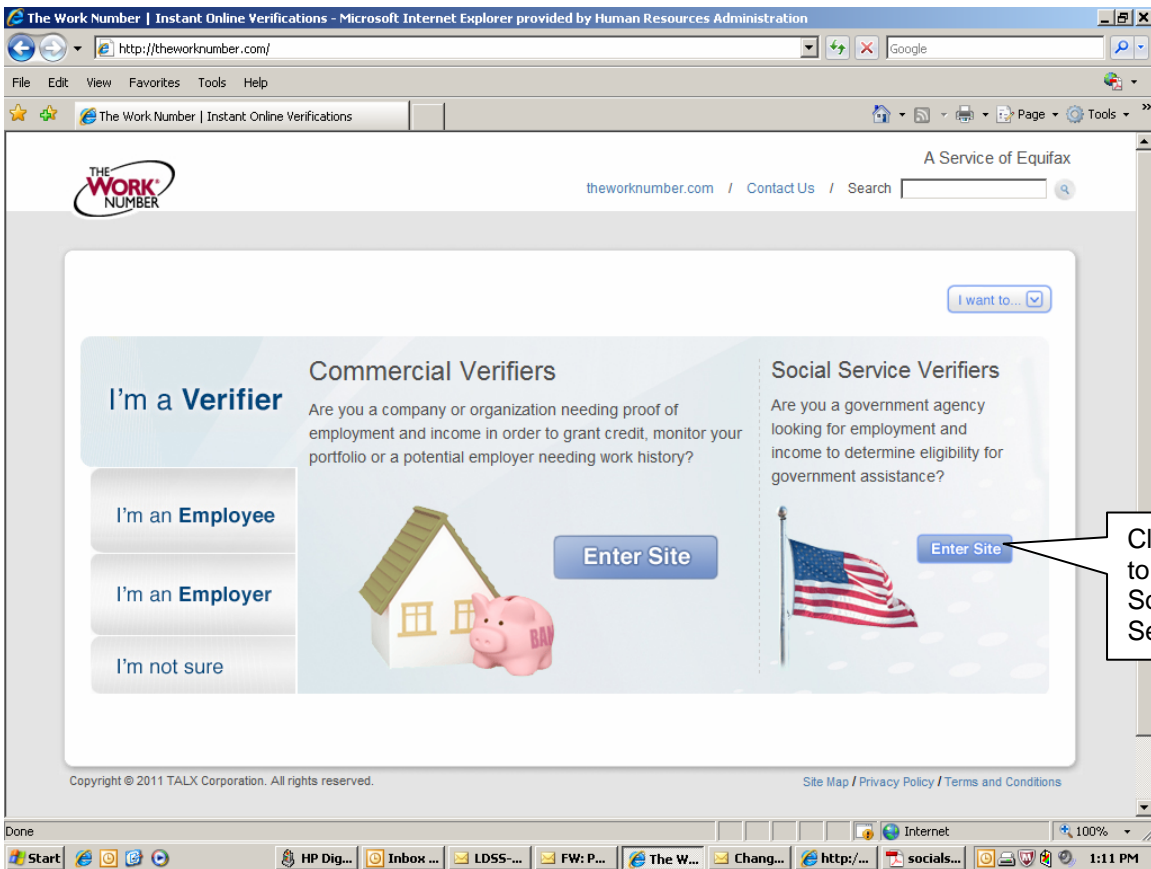 The Work Number | Instant Online Verifications - Microsoft Internet Explorer provided by Human Resources Administration
http://theworknumber.com/
Google
File Edit View Favorites Tools Help
The Work Number | Instant Online Verifications
Page Tools
THE WORK NUMBER
A Service of Equifax
theworknumber.com / Contact Us / Search
I want to...
I'm a Verifier
I'm an Employee
I'm an Employer
I'm not sure
Commercial Verifiers
Are you a company or organization needing proof of
employment and income in order to grant credit, monitor your
portfolio or a potential employer needing work history?
BAN
Enter Site
Social Service Verifiers
Are you a government agency
looking for employment and
income to determine eligibility for
government assistance?
Enter Site
to
Copyright © 2011 TALX Corporation. All rights reserved.
Site Map / Privacy Policy / Terms and Conditions
Done
Internet
100%
Start
HP Dig...
Inbox ...
LDSS-...
FW: P...
The W...
Chang...
http:/...
socials...
1:11 PM